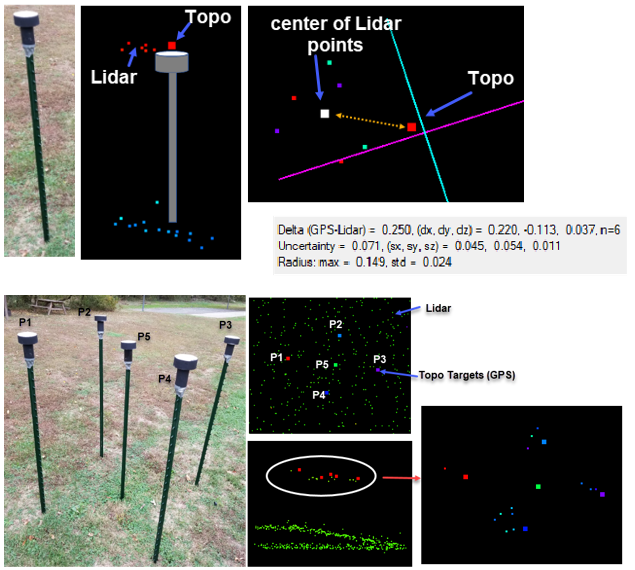 Topo
Lidar
center of Lidar
points
Topo
Delta (GPS-Lidar) = 0.250, (dx, dy, dz) = 0.220, -0.113, 0.037, n=6
Uncertainty = 0.071, (sx, sy, sz) = 0.045, 0.054, 0.011
Radius: max = 0.149, std = 0.024
P1
P2
P5
P3
P4
Lidar
P2
P1
P5
P3
Topo Targets (GPS)
P4